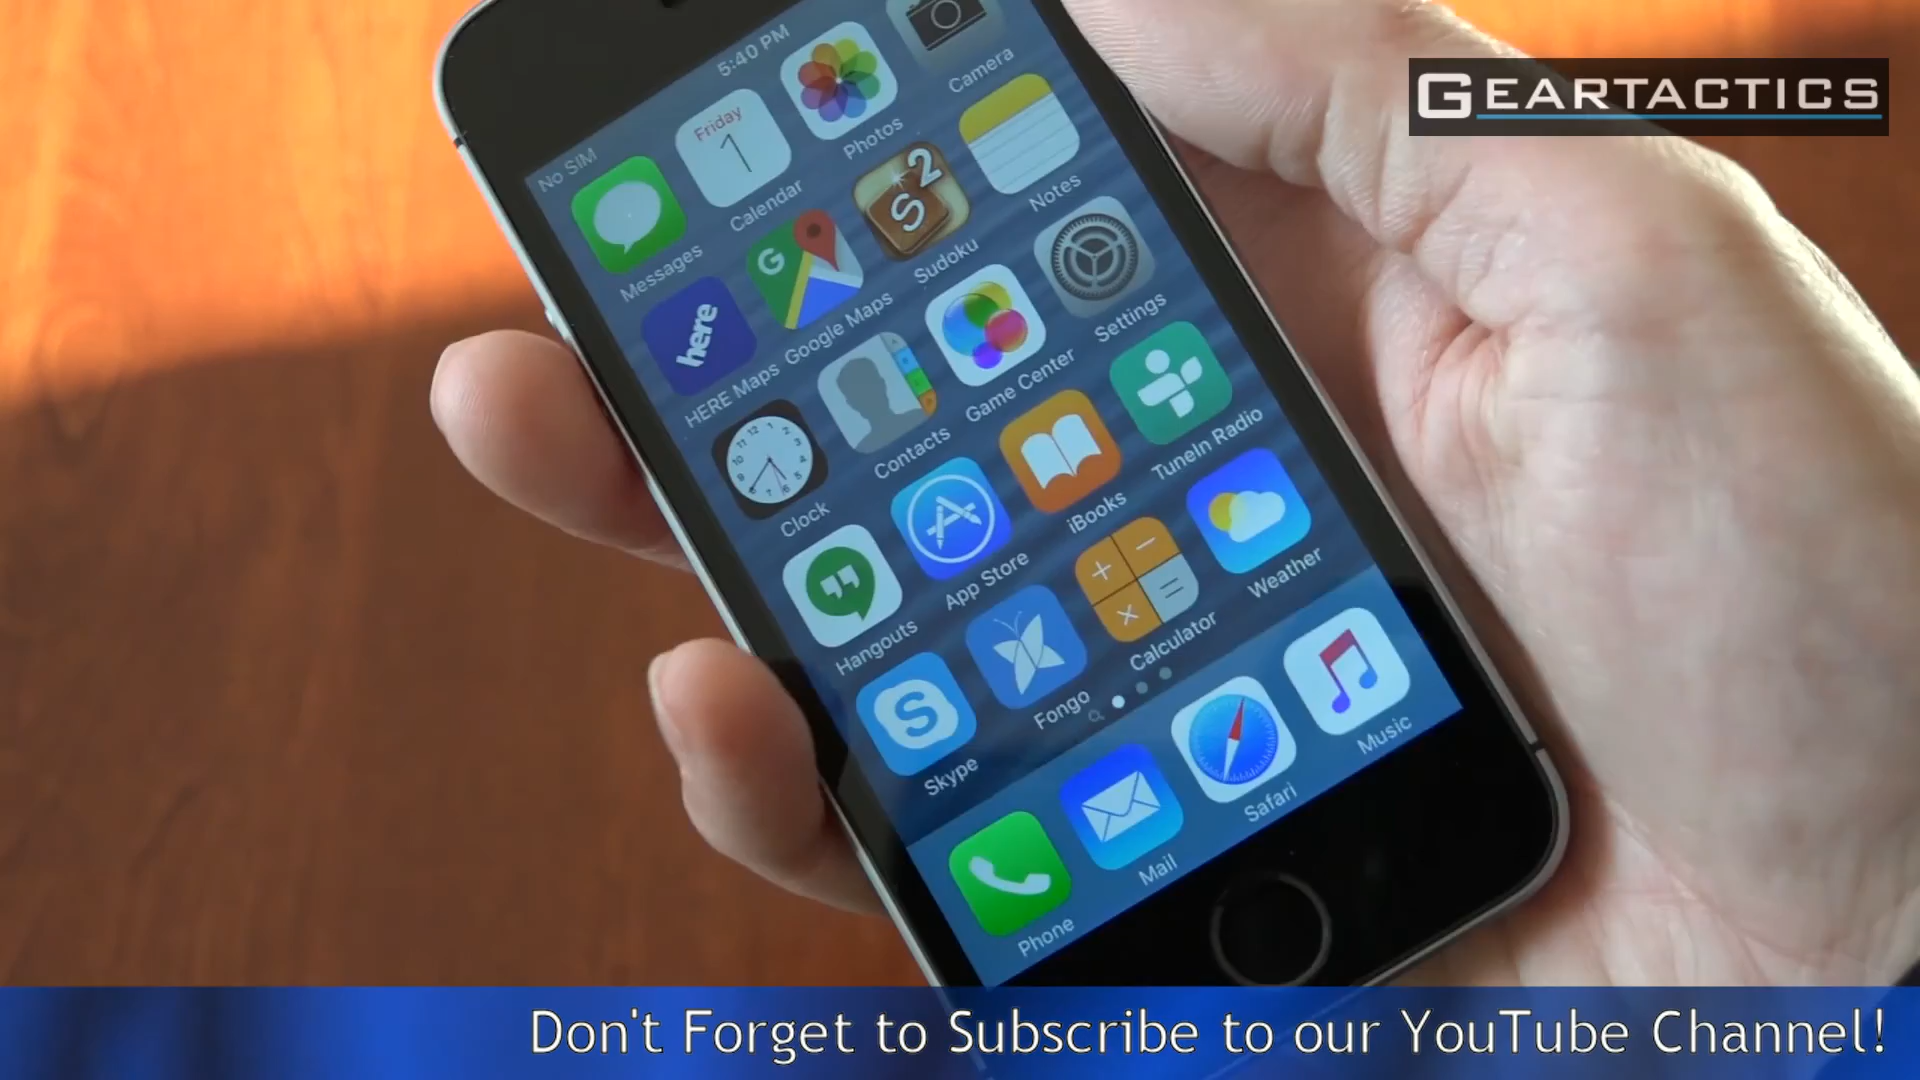 GEARTACTICS
No SIM 5:40 PM
Messages
Friday
1
Calendar
Photos
Camera
here
HERE Maps
G
Google Maps
S2
Sudoku
Notes
Clock
Contacts
Game Center
Settings
Hangouts
App Store
iBooks
TuneIn Radio
S
Skype
Fongo
Calculator
Weather
Phone
Mail
Safari
Music
Don't Forget to Subscribe to our YouTube Channel!